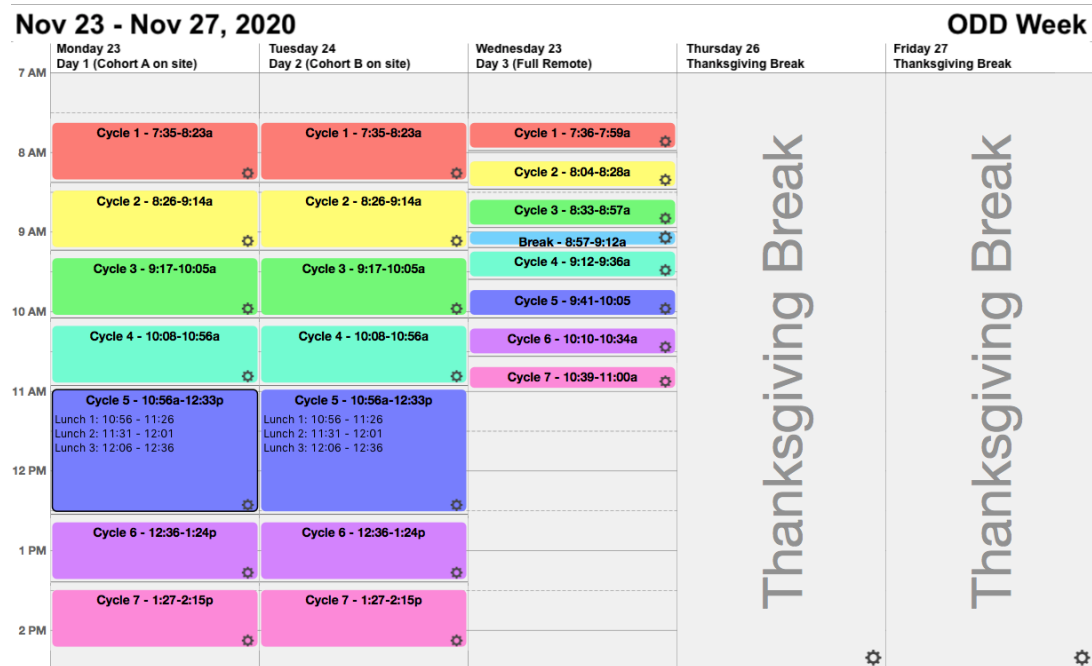 Nov 23 - Nov 27, 2020
ODD Week
Monday 23
Day 1 (Cohort A on site)
Tuesday 24
Day 2 (Cohort B on site)
Wednesday 23
Day 3 (Full Remote)
Thursday 26
Thanksgiving Break
Friday 27
Thanksgiving Break
7 AM
8 AM
9 AM
10 AM
11 AM
12 PM
1 PM
2 PM
Cycle 1 - 7:35-8:23a
Cycle 2 - 8:26-9:14a
Cycle 3 - 9:17-10:05a
Cycle 4 - 10:08-10:56a
Cycle 5 - 10:56a-12:33p
Lunch 1: 10:56 - 11:26
Lunch 2: 11:31 - 12:01
Lunch 3: 12:06 - 12:36
Cycle 6 - 12:36-1:24p
Cycle 7 - 1:27-2:15p
Cycle 1 - 7:35-8:23a
Cycle 2 - 8:26-9:14a
Cycle 3 - 9:17-10:05a
Cycle 4 - 10:08-10:56a
Cycle 5 - 10:56a-12:33p
Lunch 1: 10:56 - 11:26
Lunch 2: 11:31 - 12:01
Lunch 3: 12:06 - 12:36
Cycle 6 - 12:36-1:24p
Cycle 7 - 1:27-2:15p
Cycle 1 - 7:36-7:59a
Cycle 2 - 8:04-8:28a
Cycle 3 - 8:33-8:57a
Break - 8:57-9:12a
Cycle 4 - 9:12-9:36a
Cycle 5 - 9:41-10:05
Cycle 6 - 10:10-10:34a
Cycle 7 - 10:39-11:00a
Thanksgiving Break
Thanksgiving Break